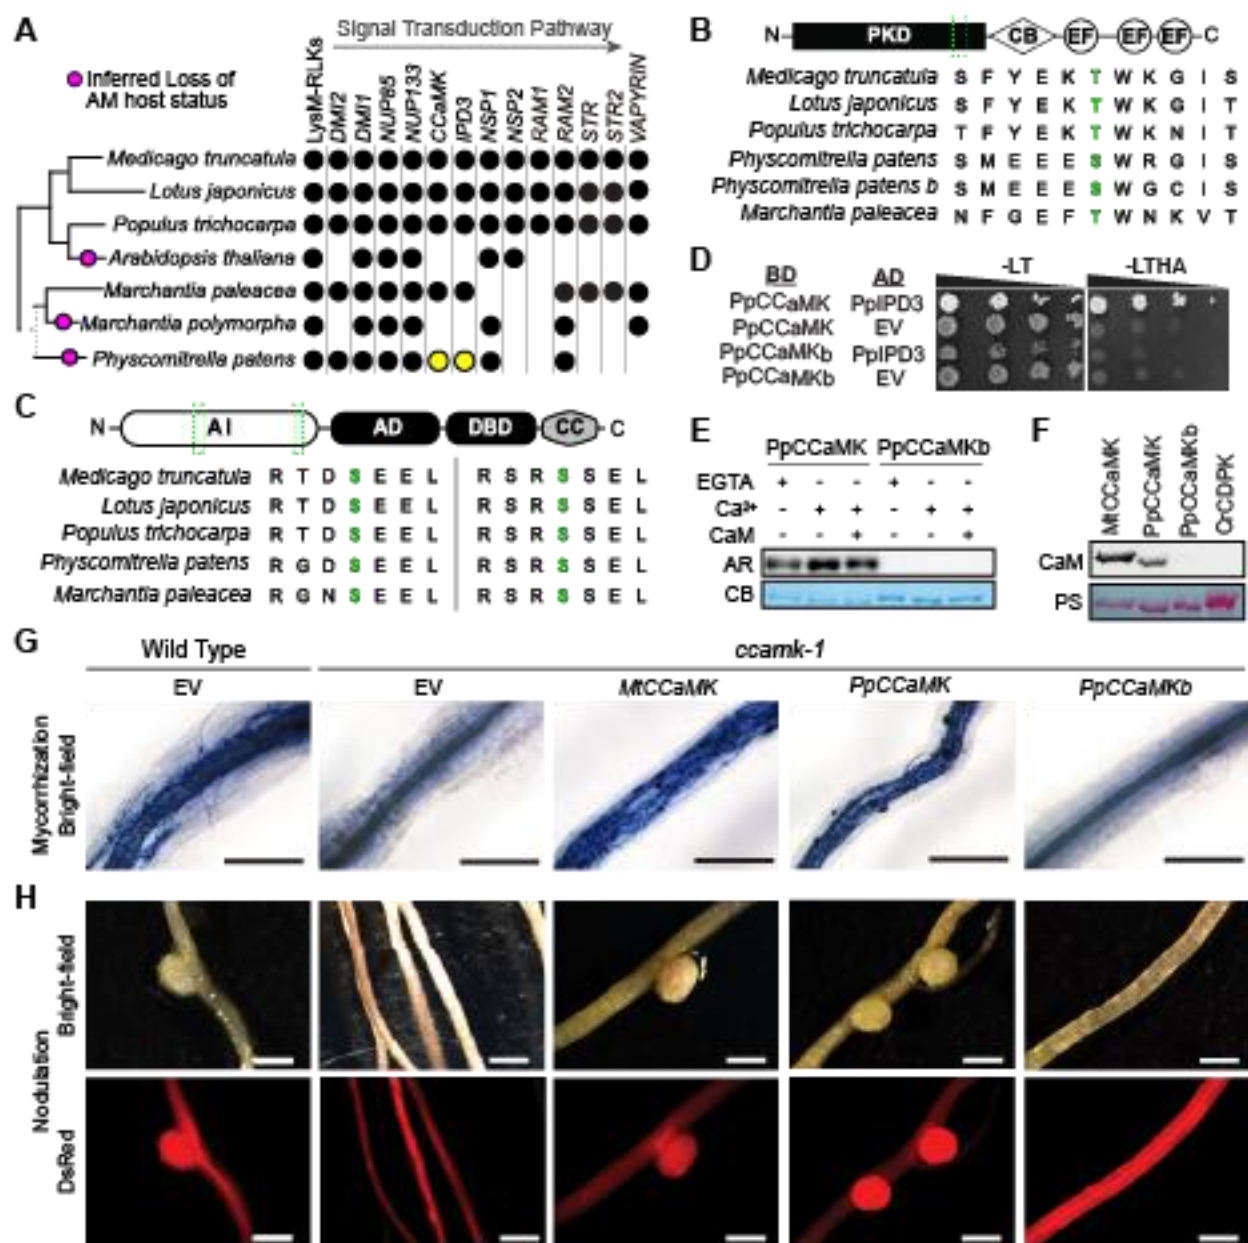 A
Signal Transduction Pathway
Inferred Loss of
AM host status
LysM-RLKs
DMI2
DMI1
NUP85
NUP133
CCaMK
IPD3
NSP1
NSP2
RAM1
RAM2
STR
STR2
VAPYRIN
Medicago truncatula
Lotus japonicus
Populus trichocarpa
Arabidopsis thaliana
Marchantia paleacea
Marchantia polymorpha
Physcomitrella patens
B
N PKD CB EF EF EF C
Medicago truncatula S F Y E K T W K G I S
Lotus japonicus S F Y E K T W K G I T
Populus trichocarpa T F Y E K T W K N I T
Physcomitrella patens S M E E E S W R G I S
Physcomitrella patens b S M E E E S W G C I S
Marchantia paleacea N F G E F T W N K V T
C
N AI AD DBD CC C
Medicago truncatula R T D S E E L R S R S S E L
Lotus japonicus R T D S E E L R S R S S E L
Populus trichocarpa R T D S E E L R S R S S E L
Physcomitrella patens R G D S E E L R S R S S E L
Marchantia paleacea R G N S E E L R S R S S E L
D
BD AD -LT -LTHA
PpCCaMK PpIPD3
PpCCaMK EV
PpCCaMKb PpIPD3
PpCCaMKb EV
E
PpCCaMK PpCCaMKb
EGTA + - - + - -
Ca²⁺ - + + - + +
CaM - - + - - +
AR
CB
F
MtCCaMK
PpCCaMK
PpCCaMKb
CrCDPK
CaM
PS
G
Wild Type ccamk-1
EV EV MtCCaMK PpCCaMK PpCCaMKb
Mycorrhization
Bright-field
H
Nodulation
Bright-field
DsRed